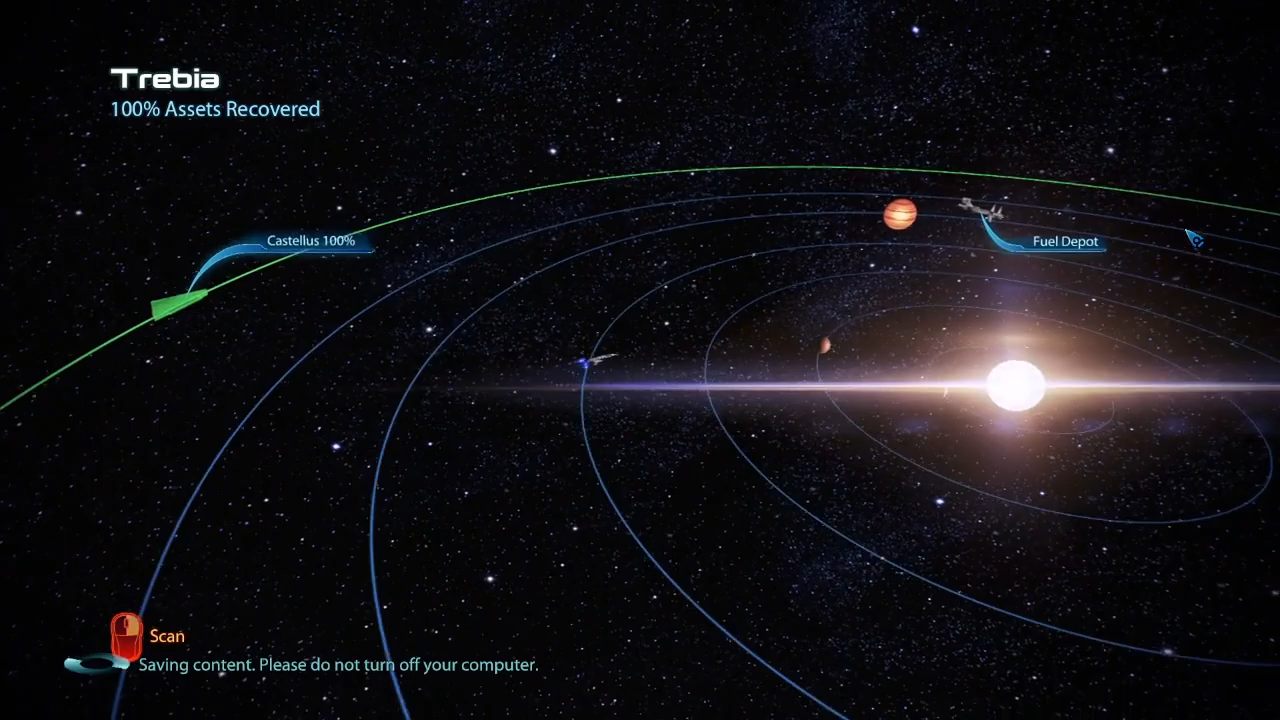 Trebia
100% Assets Recovered
Castellus 100%
Fuel Depot
Scan
Saving content. Please do not turn off your computer.